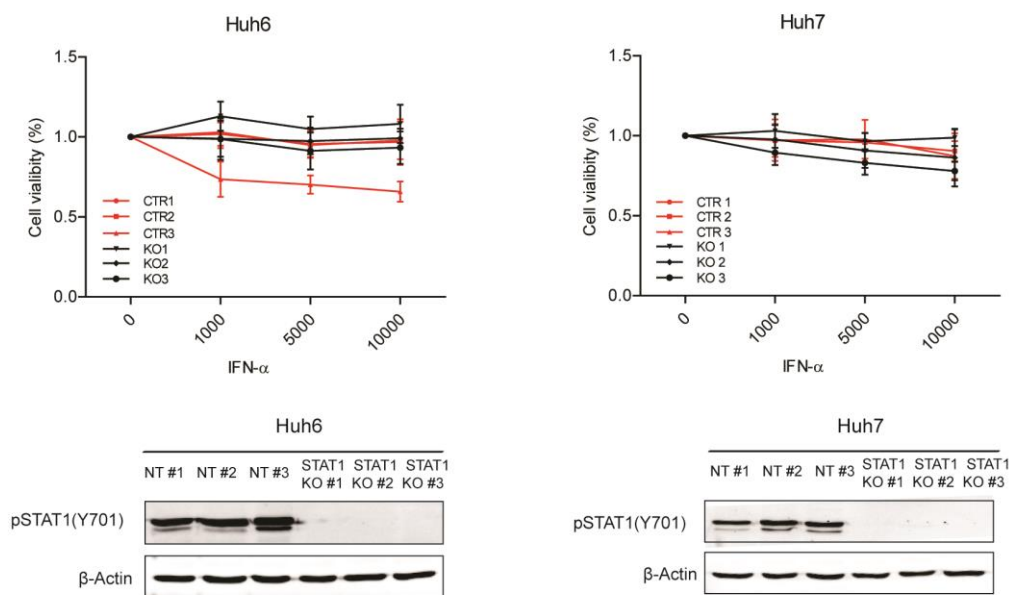 Huh6
Cell vialibity (%)
1.5
1.0
0.5
0.0
CTR1
CTR2
CTR3
KO1
KO2
KO3
0
1000
5000
10000
IFN-α
Huh7
Cell vialibity (%)
1.5
1.0
0.5
0.0
CTR 1
CTR 2
CTR 3
KO 1
KO 2
KO 3
0
1000
5000
10000
IFN-α
Huh6
NT #1 NT #2 NT #3 STAT1 KO #1 STAT1 KO #2 STAT1 KO #3
pSTAT1(Y701)
β-Actin
Huh7
NT #1 NT #2 NT #3 STAT1 KO #1 STAT1 KO #2 STAT1 KO #3
pSTAT1(Y701)
β-Actin